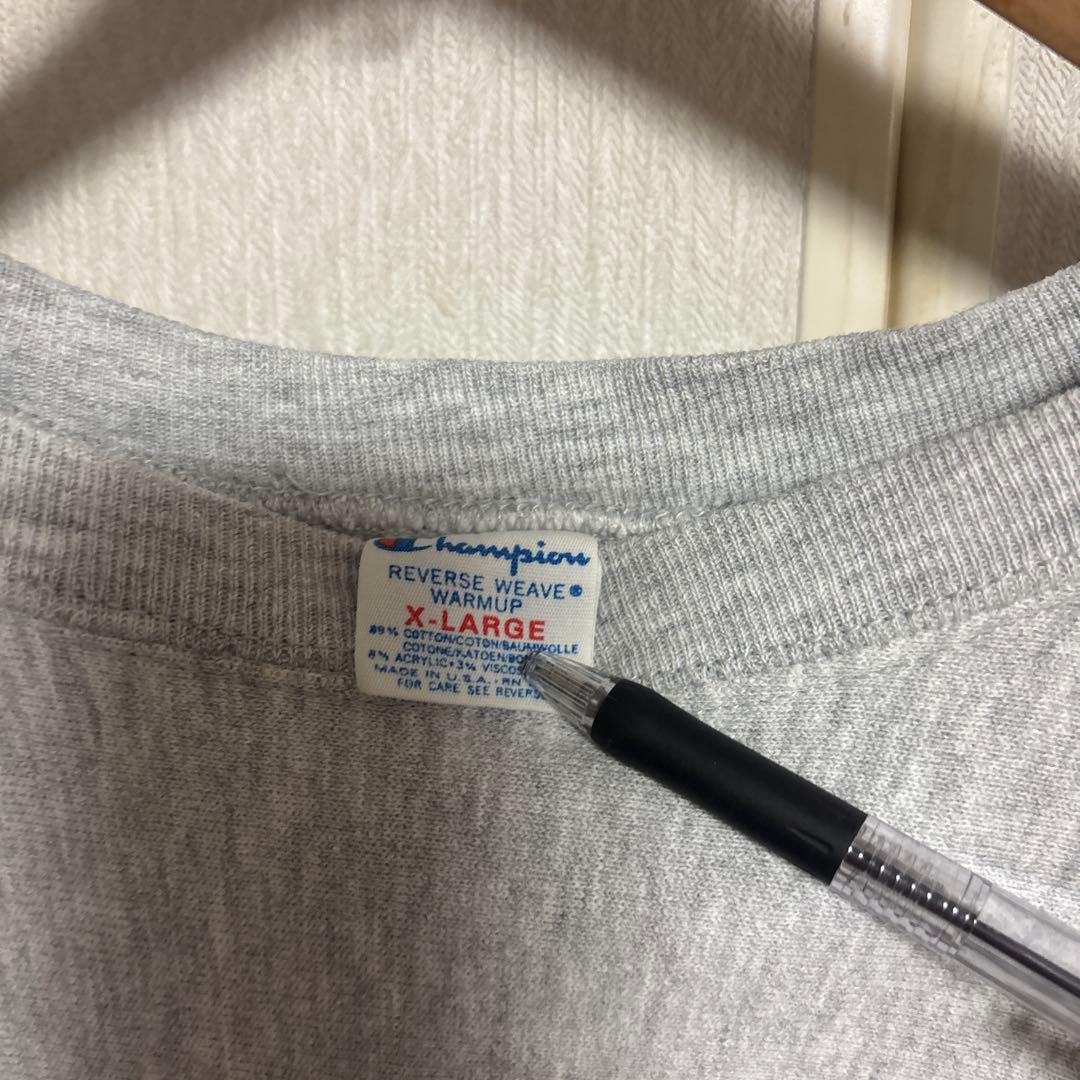 Champion
REVERSE WEAVE®
WARMUP
X-LARGE
89% COTTON/COTON/BAUMWOLLE
COTONE/KATOEN/
8% ACRYLIC•3%
MADE IN U.S.A.•RN
FOR CARE SEE